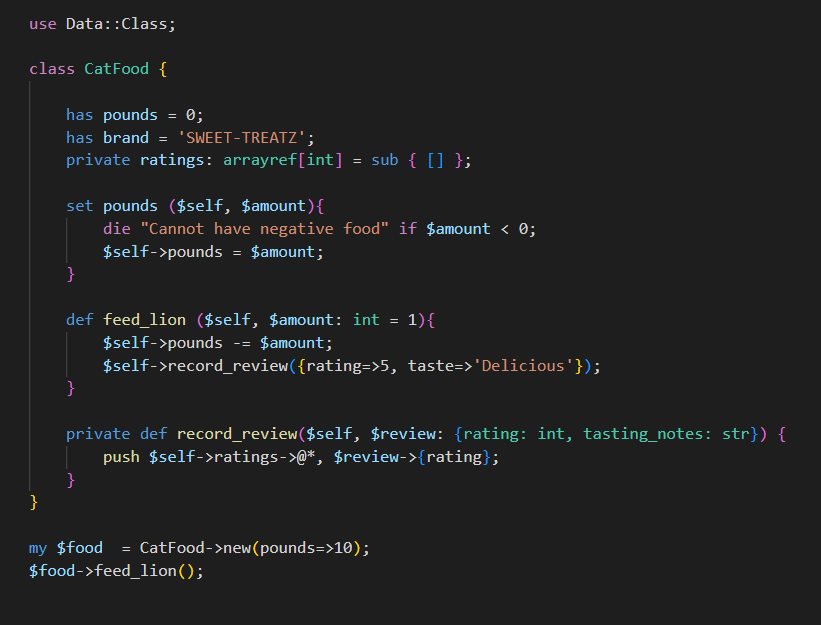 use Data::Class;
class CatFood {
has pounds = 0;
has brand = 'SWEET-TREATZ';
private ratings: arrayref[int] = sub { [] };
set pounds ($self, $amount){
die "Cannot have negative food" if $amount < 0;
$self->pounds = $amount;
}
def feed_lion ($self, $amount: int = 1){
$self->pounds -= $amount;
$self->record_review({rating=>5, taste=>'Delicious'});
}
private def record_review($self, $review: {rating: int, tasting_notes: str}) {
push $self->ratings->@*, $review->{rating};
}
}
my $food  = CatFood->new(pounds=>10);
$food->feed_lion();